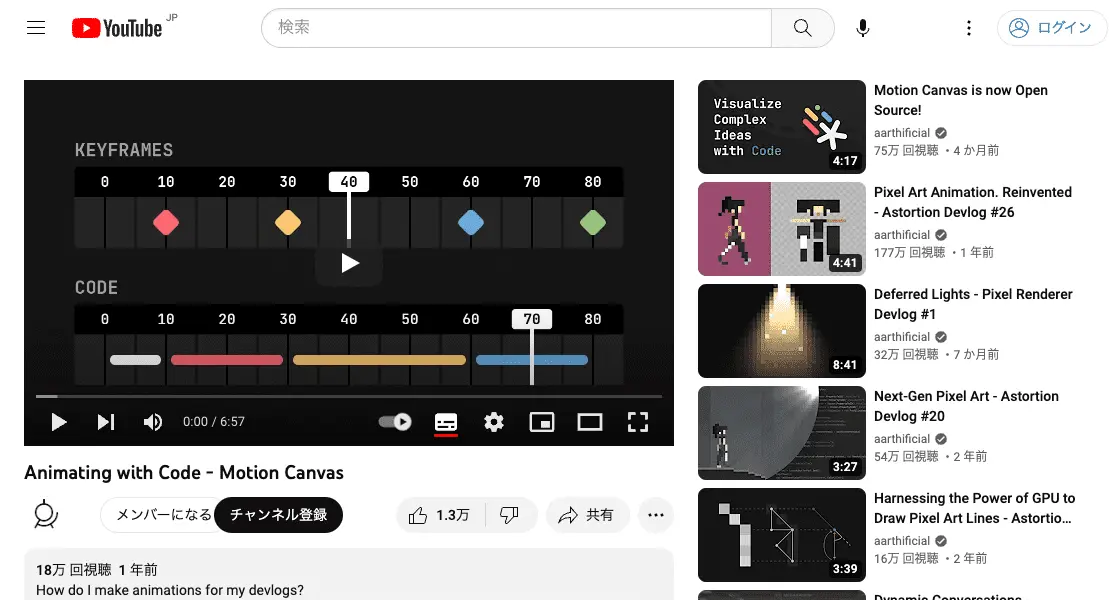 YouTube JP
検索
ログイン
KEYFRAMES
0 10 20 30 40 50 60 70 80
CODE
0 10 20 30 40 50 60 70 80
0:00 / 6:57
Animating with Code - Motion Canvas
メンバーになる
チャンネル登録
1.3万
共有
18万 回視聴 1 年前
How do I make animations for my devlogs?
Visualize
Complex
Ideas
with Code
4:17
Motion Canvas is now Open
Source!
aarthificial
75万 回視聴 ・4 か月前
4:41
Pixel Art Animation. Reinvented
- Astortion Devlog #26
aarthificial
177万 回視聴 ・1 年前
8:41
Deferred Lights - Pixel Renderer
Devlog #1
aarthificial
32万 回視聴 ・7 か月前
3:27
Next-Gen Pixel Art - Astortion
Devlog #20
aarthificial
54万 回視聴 ・2 年前
3:39
Harnessing the Power of GPU to
Draw Pixel Art Lines - Astortio...
aarthificial
16万 回視聴 ・2 年前
Dynamic Conversations